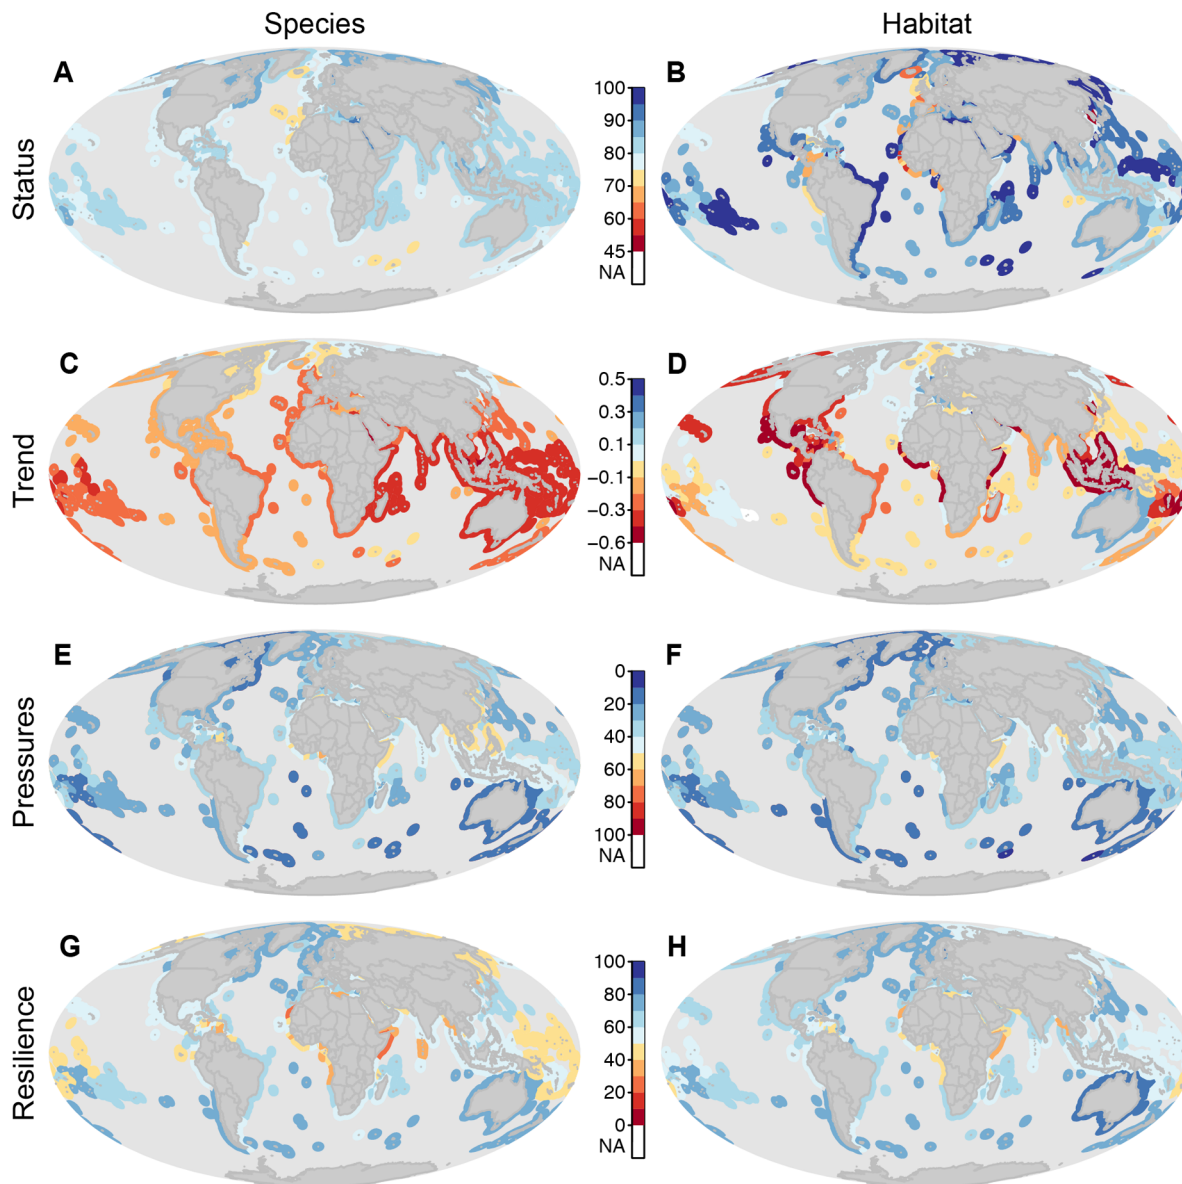 Species
Habitat
Status
A
B
100
90
80
70
60
45
NA
Trend
C
D
0.5
0.3
0.1
−0.1
−0.3
−0.6
NA
Pressures
E
F
0
20
40
60
80
100
NA
Resilience
G
H
100
80
60
40
20
0
NA